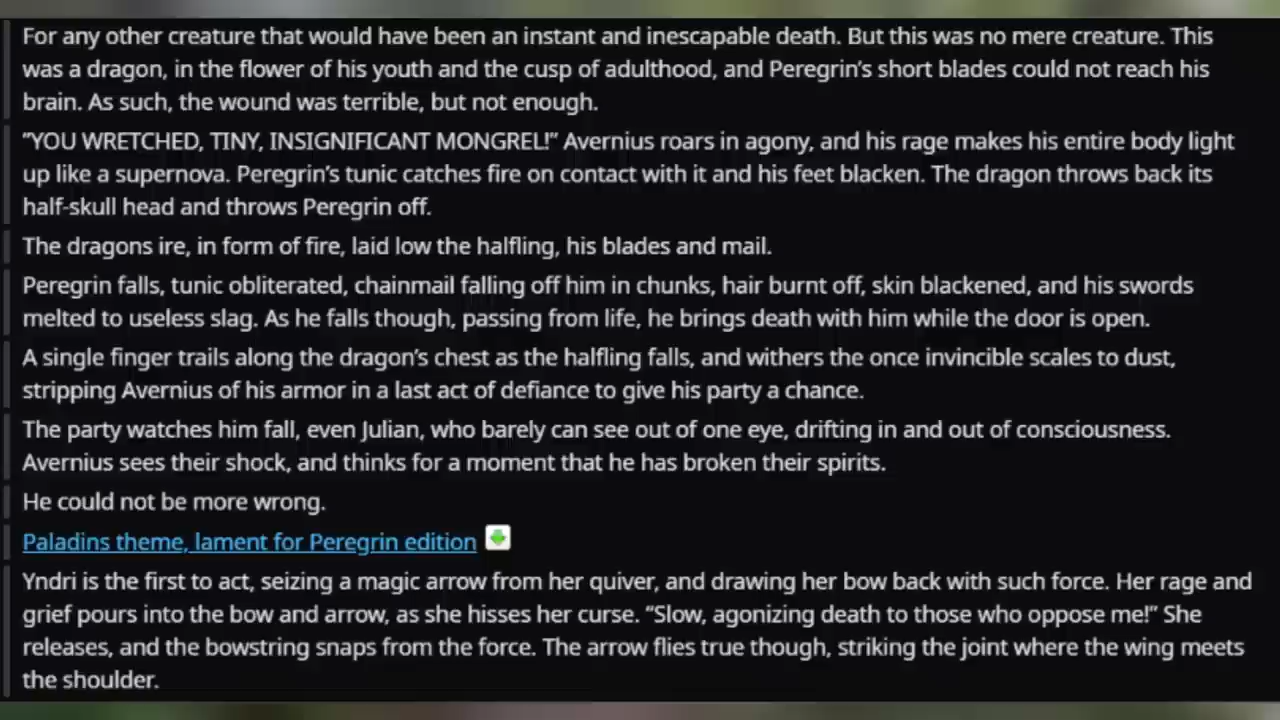 For any other creature that would have been an instant and inescapable death. But this was no mere creature. This
was a dragon, in the flower of his youth and the cusp of adulthood, and Peregrin's short blades could not reach his
brain. As such, the wound was terrible, but not enough.
"YOU WRETCHED, TINY, INSIGNIFICANT MONGREL!" Avernius roars in agony, and his rage makes his entire body light
up like a supernova. Peregrin's tunic catches fire on contact with it and his feet blacken. The dragon throws back its
half-skull head and throws Peregrin off.
The dragons ire, in form of fire, laid low the halfling, his blades and mail.
Peregrin falls, tunic obliterated, chainmail falling off him in chunks, hair burnt off, skin blackened, and his swords
melted to useless slag. As he falls though, passing from life, he brings death with him while the door is open.
A single finger trails along the dragon's chest as the halfling falls, and withers the once invincible scales to dust,
stripping Avernius of his armor in a last act of defiance to give his party a chance.
The party watches him fall, even Julian, who barely can see out of one eye, drifting in and out of consciousness.
Avernius sees their shock, and thinks for a moment that he has broken their spirits.
He could not be more wrong.
Paladins theme, lament for Peregrin edition
Yndri is the first to act, seizing a magic arrow from her quiver, and drawing her bow back with such force. Her rage and
grief pours into the bow and arrow, as she hisses her curse. "Slow, agonizing death to those who oppose me!" She
releases, and the bowstring snaps from the force. The arrow flies true though, striking the joint where the wing meets
the shoulder.